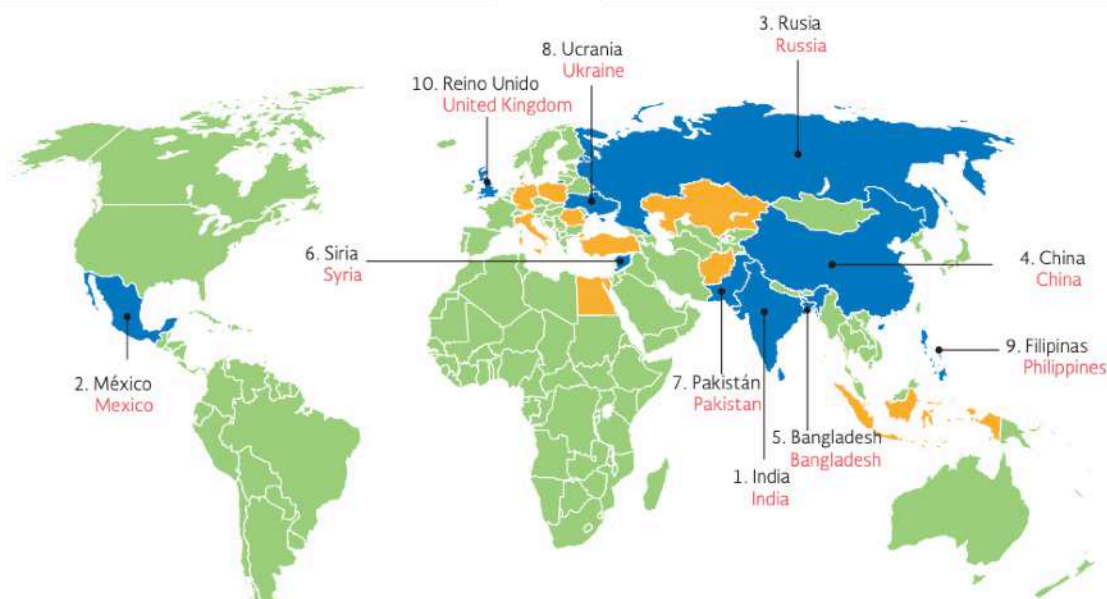 3. Rusia
Russia
8. Ucrania
Ukraine
10. Reino Unido
United Kingdom
6. Siria
Syria
4. China
China
9. Filipinas
Philippines
2. México
Mexico
7. Pakistán
Pakistan
5. Bangladesh
Bangladesh
1. India
India